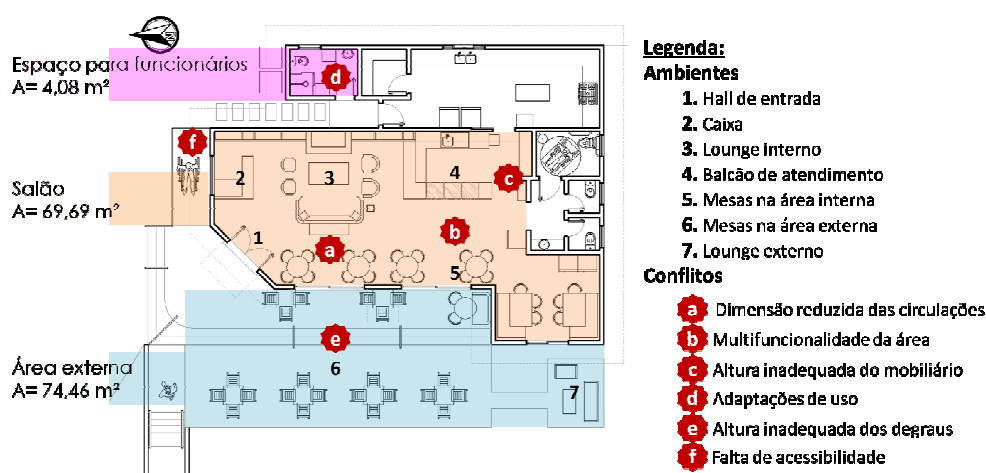 Espaço para funcionários
A= 4,08 m²
Salão
A= 69,69 m²
Área externa
A= 74,46 m²
d
f
2
3
4
c
1
a
b
5
e
6
7
Legenda:
Ambientes
1. Hall de entrada
2. Caixa
3. Lounge interno
4. Balcão de atendimento
5. Mesas na área interna
6. Mesas na área externa
7. Lounge externo
Conflitos
a Dimensão reduzida das circulações
b Multifuncionalidade da área
c Altura inadequada do mobiliário
d Adaptações de uso
e Altura inadequada dos degraus
f Falta de acessibilidade